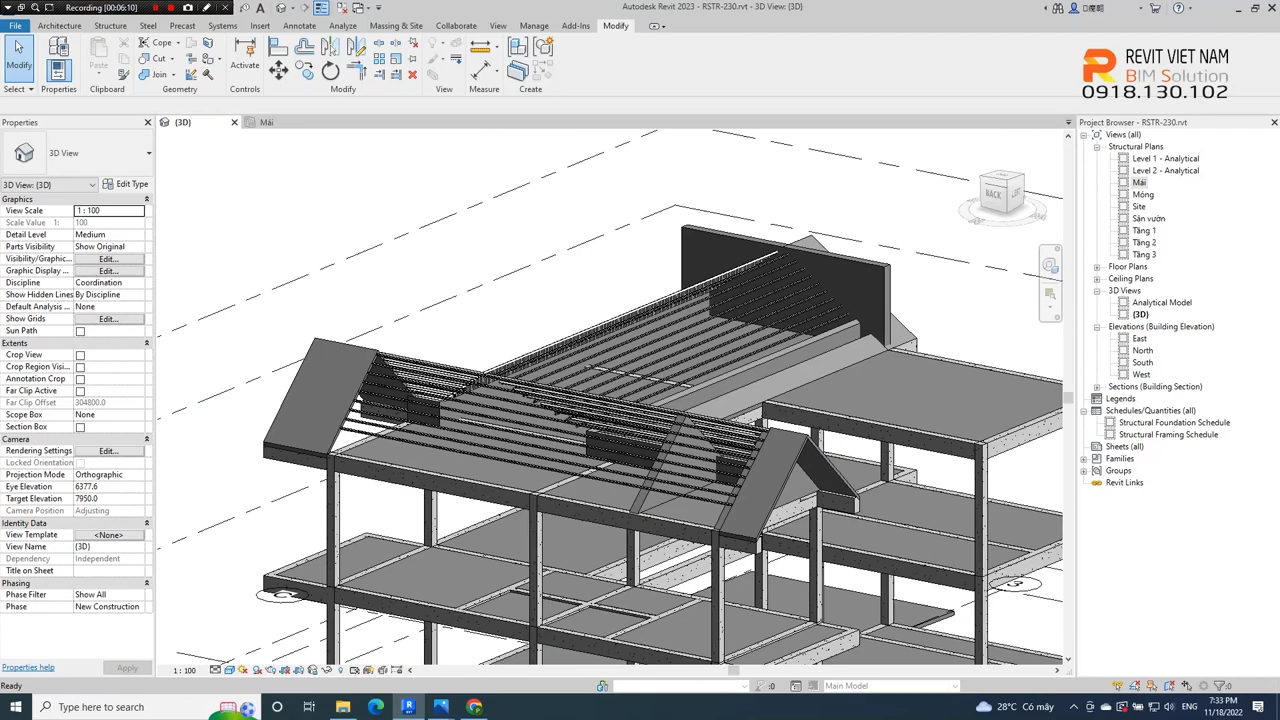 Recording [00:06:10]
Autodesk Revit 2023 - RSTR-230.rvt - 3D View: {3D}
File Architecture Structure Steel Precast Systems Insert Annotate Analyze Massing & Site Collaborate View Manage Add-Ins Modify
Modify
Properties
Paste
Cope
Cut
Join
Activate
Select Properties Clipboard Geometry Controls Modify View Measure Create
REVIT VIET NAM
BIM Solution
0918.130.102
Properties
{3D}
Mái
Project Browser - RSTR-230.rvt
3D View
3D View: {3D}
Edit Type
Graphics
View Scale 1 : 100
Scale Value 1: 100
Detail Level Medium
Parts Visibility Show Original
Visibility/Graphic... Edit...
Graphic Display ... Edit...
Discipline Coordination
Show Hidden Lines By Discipline
Default Analysis ... None
Show Grids Edit...
Sun Path
Extents
Crop View
Crop Region Visi...
Annotation Crop
Far Clip Active
Far Clip Offset 304800.0
Scope Box None
Section Box
Camera
Rendering Settings Edit...
Locked Orientation
Projection Mode Orthographic
Eye Elevation 6377.6
Target Elevation 7950.0
Camera Position Adjusting
Identity Data
View Template <None>
View Name {3D}
Dependency Independent
Title on Sheet
Phasing
Phase Filter Show All
Phase New Construction
Properties help
Apply
BACK
LEFT
Views (all)
Structural Plans
Level 1 - Analytical
Level 2 - Analytical
Mái
Móng
Site
Sân vườn
Tầng 1
Tầng 2
Tầng 3
Floor Plans
Ceiling Plans
3D Views
Analytical Model
{3D}
Elevations (Building Elevation)
East
North
South
West
Sections (Building Section)
Legends
Schedules/Quantities (all)
Structural Foundation Schedule
Structural Framing Schedule
Sheets (all)
Families
Groups
Revit Links
1 : 100
Ready
:0
Main Model
:0
Type here to search
28°C Có mây
ENG
7:33 PM
11/18/2022